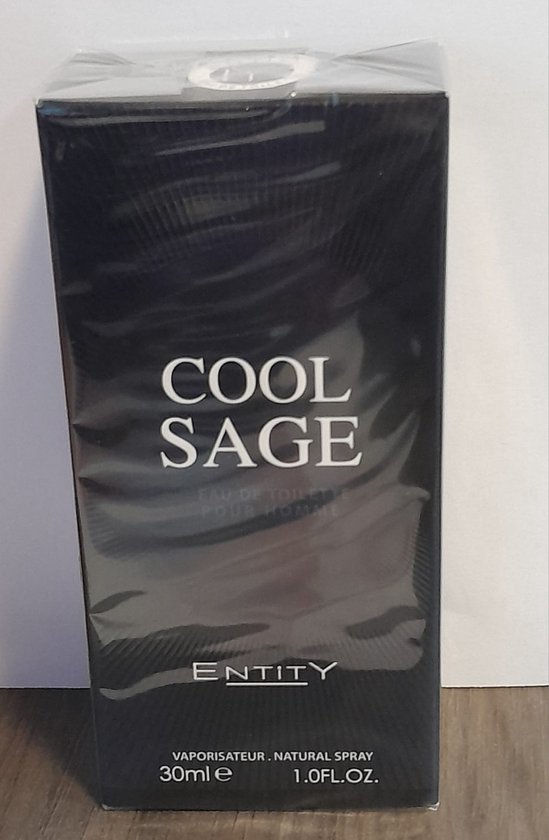 COOL
SAGE
EAU DE TOILETTE
POUR HOMME
ENTITY
VAPORISATEUR . NATURAL SPRAY
30ml e 1.0FL.OZ.